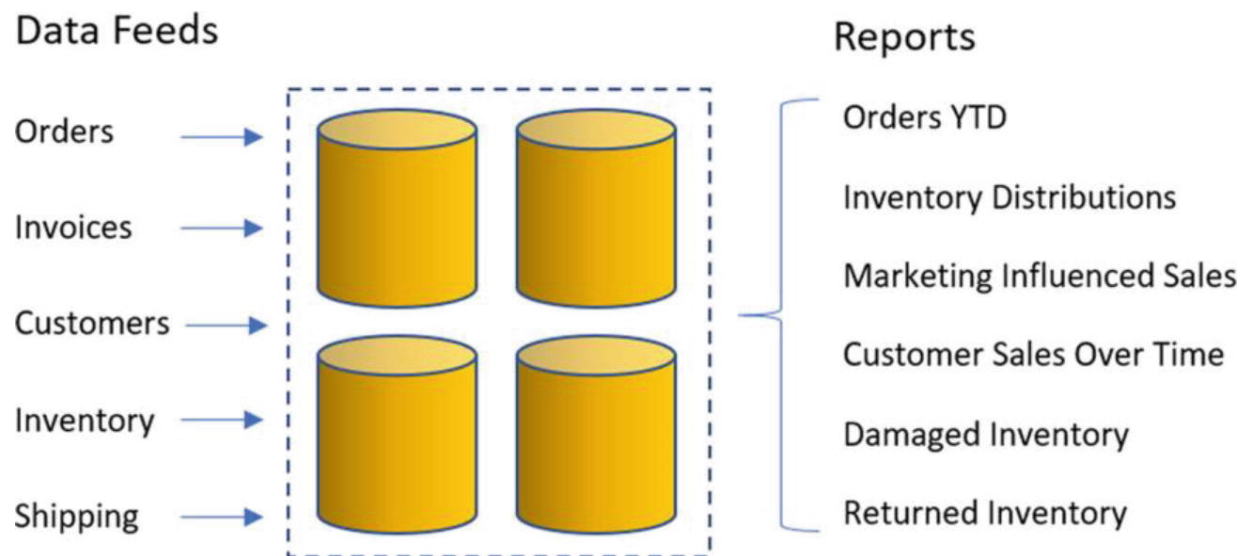 Data Feeds
Orders
Invoices
Customers
Inventory
Shipping
Reports
Orders YTD
Inventory Distributions
Marketing Influenced Sales
Customer Sales Over Time
Damaged Inventory
Returned Inventory